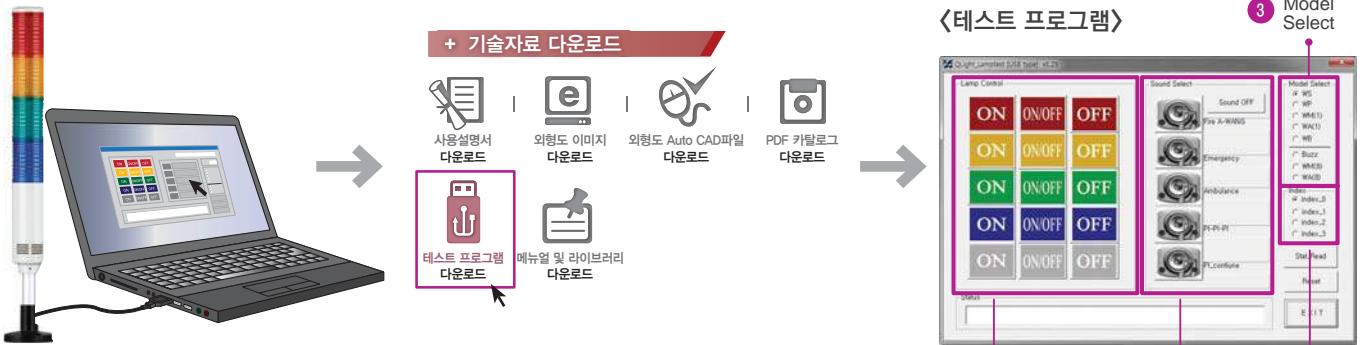 + 기술자료 다운로드
사용설명서
다운로드
외형도 이미지
다운로드
외형도 Auto CAD파일
다운로드
PDF 카탈로그
다운로드
테스트 프로그램
다운로드
메뉴얼 및 라이브러리
다운로드
〈테스트 프로그램〉
3 Model
Select
Lamp Control
ON ON/OFF OFF
ON ON/OFF OFF
ON ON/OFF OFF
ON ON/OFF OFF
ON ON/OFF OFF
Sound Select
Sound OFF
Fire A-WANG
Emergency
Ambulance
PI-PI-PI
PI_contiune
Model Select
WS
WP
WM(1)
WA(1)
WB
Buzz
WM(8)
WA(8)
Index
Index_0
Index_1
Index_2
Index_3
Stat_Read
Reset
EXIT
Status